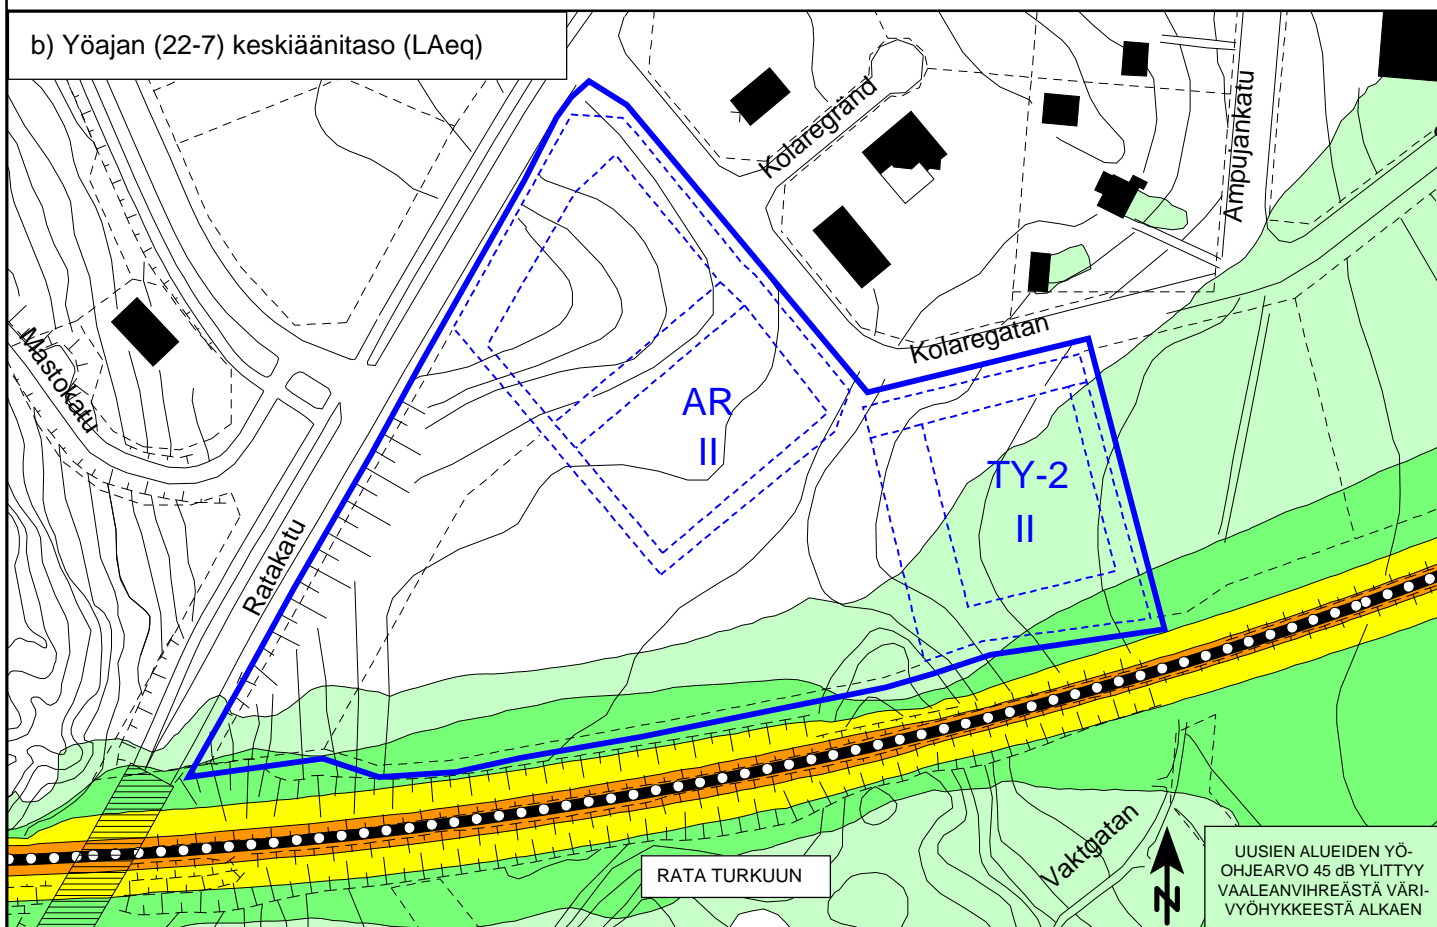 b) Yöajan (22-7) keskiäänitaso (LAeq)
Kolaregränd
Ampujankatu
Mastokatu
Kolaregatan
AR
II
TY-2
II
Ratakatu
Vaktgatan
RATA TURKUUN
N
UUSIEN ALUEIDEN YÖ-
OHJEARVO 45 dB YLITTYY
VAALEANVIHREÄSTÄ VÄRI-
VYÖHYKKEESTÄ ALKAEN